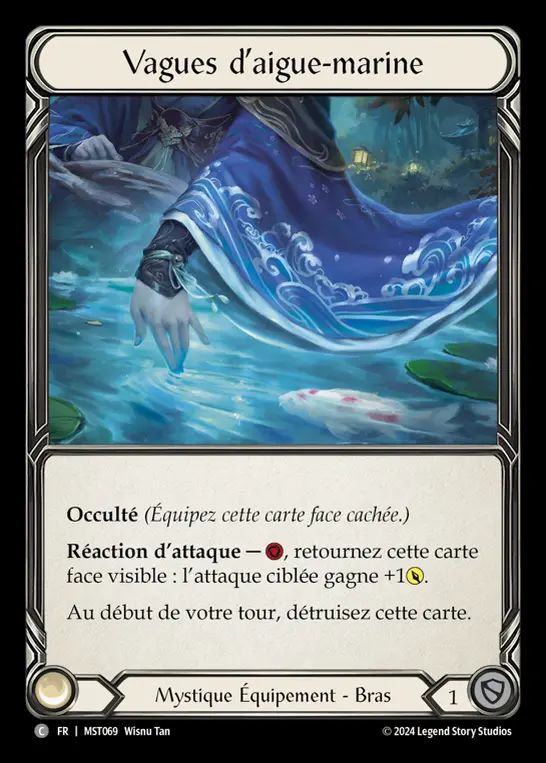 Vagues d'aigue-marine
Occulté (Équipez cette carte face cachée.)
Réaction d'attaque — , retournez cette carte
face visible : l'attaque ciblée gagne +1.
Au début de votre tour, détruisez cette carte.
Mystique Équipement - Bras
1
C FR | MST069 Wisnu Tan
© 2024 Legend Story Studios